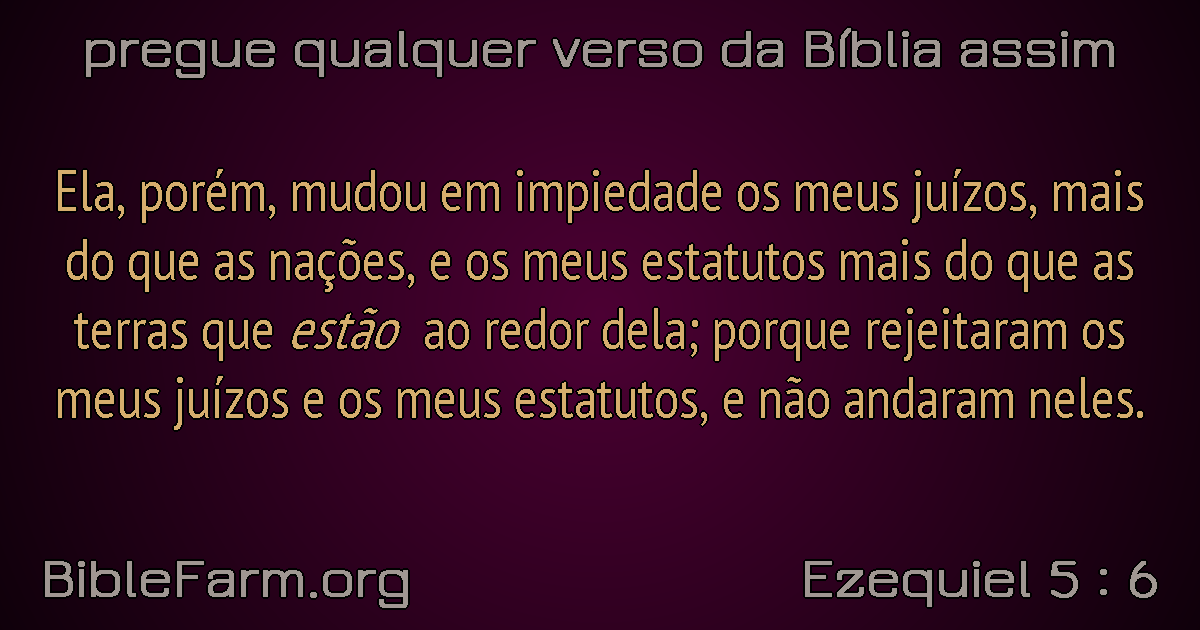 pregue qualquer verso da Bíblia assim
Ela, porém, mudou em impiedade os meus juízos, mais
do que as nações, e os meus estatutos mais do que as
terras que estão ao redor dela; porque rejeitaram os
meus juízos e os meus estatutos, e não andaram neles.
BibleFarm.org
Ezequiel 5 : 6